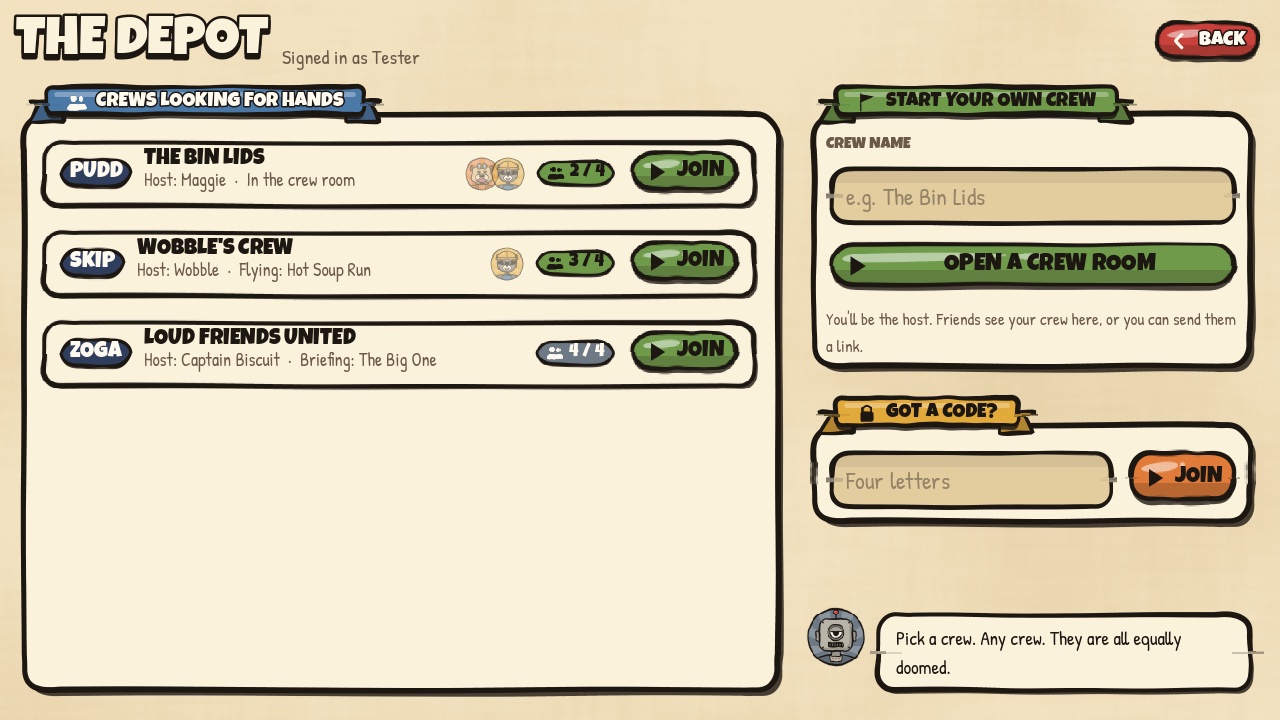 THE DEPOT
Signed in as Tester
BACK
CREWS LOOKING FOR HANDS
PUDD
THE BIN LIDS
Host: Maggie · In the crew room
2/4
JOIN
SKIP
WOBBLE'S CREW
Host: Wobble · Flying: Hot Soup Run
3/4
JOIN
ZOGA
LOUD FRIENDS UNITED
Host: Captain Biscuit · Briefing: The Big One
4/4
JOIN
START YOUR OWN CREW
CREW NAME
e.g. The Bin Lids
OPEN A CREW ROOM
You'll be the host. Friends see your crew here, or you can send them
a link.
GOT A CODE?
Four letters
JOIN
Pick a crew. Any crew. They are all equally
doomed.